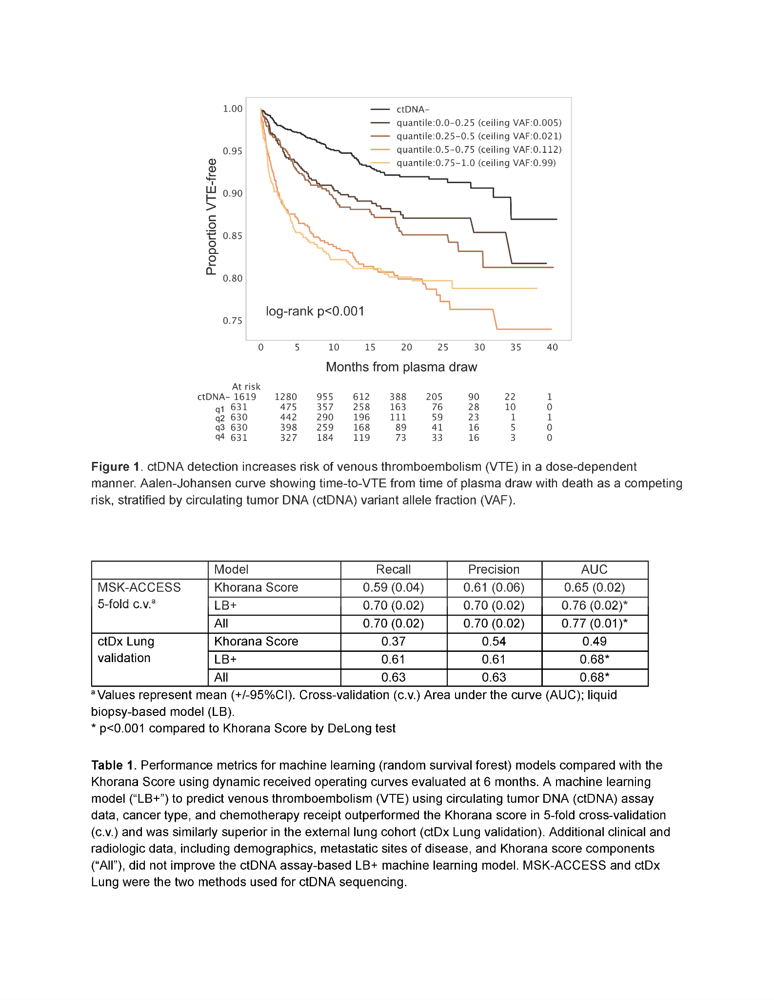 1.00
0.95
0.90
0.85
0.80
0.75
Proportion VTE-free
ctDNA–
quantile:0.0–0.25 (ceiling VAF:0.005)
quantile:0.25–0.5 (ceiling VAF:0.021)
quantile:0.5–0.75 (ceiling VAF:0.112)
quantile:0.75–1.0 (ceiling VAF:0.99)
log-rank p<0.001
0 5 10 15 20 25 30 35 40
Months from plasma draw
At risk
ctDNA– 1619 1280 955 612 388 205 90 22 1
q1 631 475 357 258 163 76 28 10 0
q2 630 442 290 196 111 59 23 1 1
q3 630 398 259 168 89 41 16 5 0
q4 631 327 184 119 73 33 16 3 0
Figure 1. ctDNA detection increases risk of venous thromboembolism (VTE) in a dose-dependent
manner. Aalen-Johansen curve showing time-to-VTE from time of plasma draw with death as a competing
risk, stratified by circulating tumor DNA (ctDNA) variant allele fraction (VAF).
Model Recall Precision AUC
MSK-ACCESS Khorana Score 0.59 (0.04) 0.61 (0.06) 0.65 (0.02)
5-fold c.v.a LB+ 0.70 (0.02) 0.70 (0.02) 0.76 (0.02)*
All 0.70 (0.02) 0.70 (0.02) 0.77 (0.01)*
ctDx Lung Khorana Score 0.37 0.54 0.49
validation LB+ 0.61 0.61 0.68*
All 0.63 0.63 0.68*
a Values represent mean (+/-95%CI). Cross-validation (c.v.) Area under the curve (AUC); liquid
biopsy-based model (LB).
* p<0.001 compared to Khorana Score by DeLong test
Table 1. Performance metrics for machine learning (random survival forest) models compared with the
Khorana Score using dynamic received operating curves evaluated at 6 months. A machine learning
model (“LB+”) to predict venous thromboembolism (VTE) using circulating tumor DNA (ctDNA) assay
data, cancer type, and chemotherapy receipt outperformed the Khorana score in 5-fold cross-validation
(c.v.) and was similarly superior in the external lung cohort (ctDx Lung validation). Additional clinical and
radiologic data, including demographics, metastatic sites of disease, and Khorana score components
(“All”), did not improve the ctDNA assay-based LB+ machine learning model. MSK-ACCESS and ctDx
Lung were the two methods used for ctDNA sequencing.